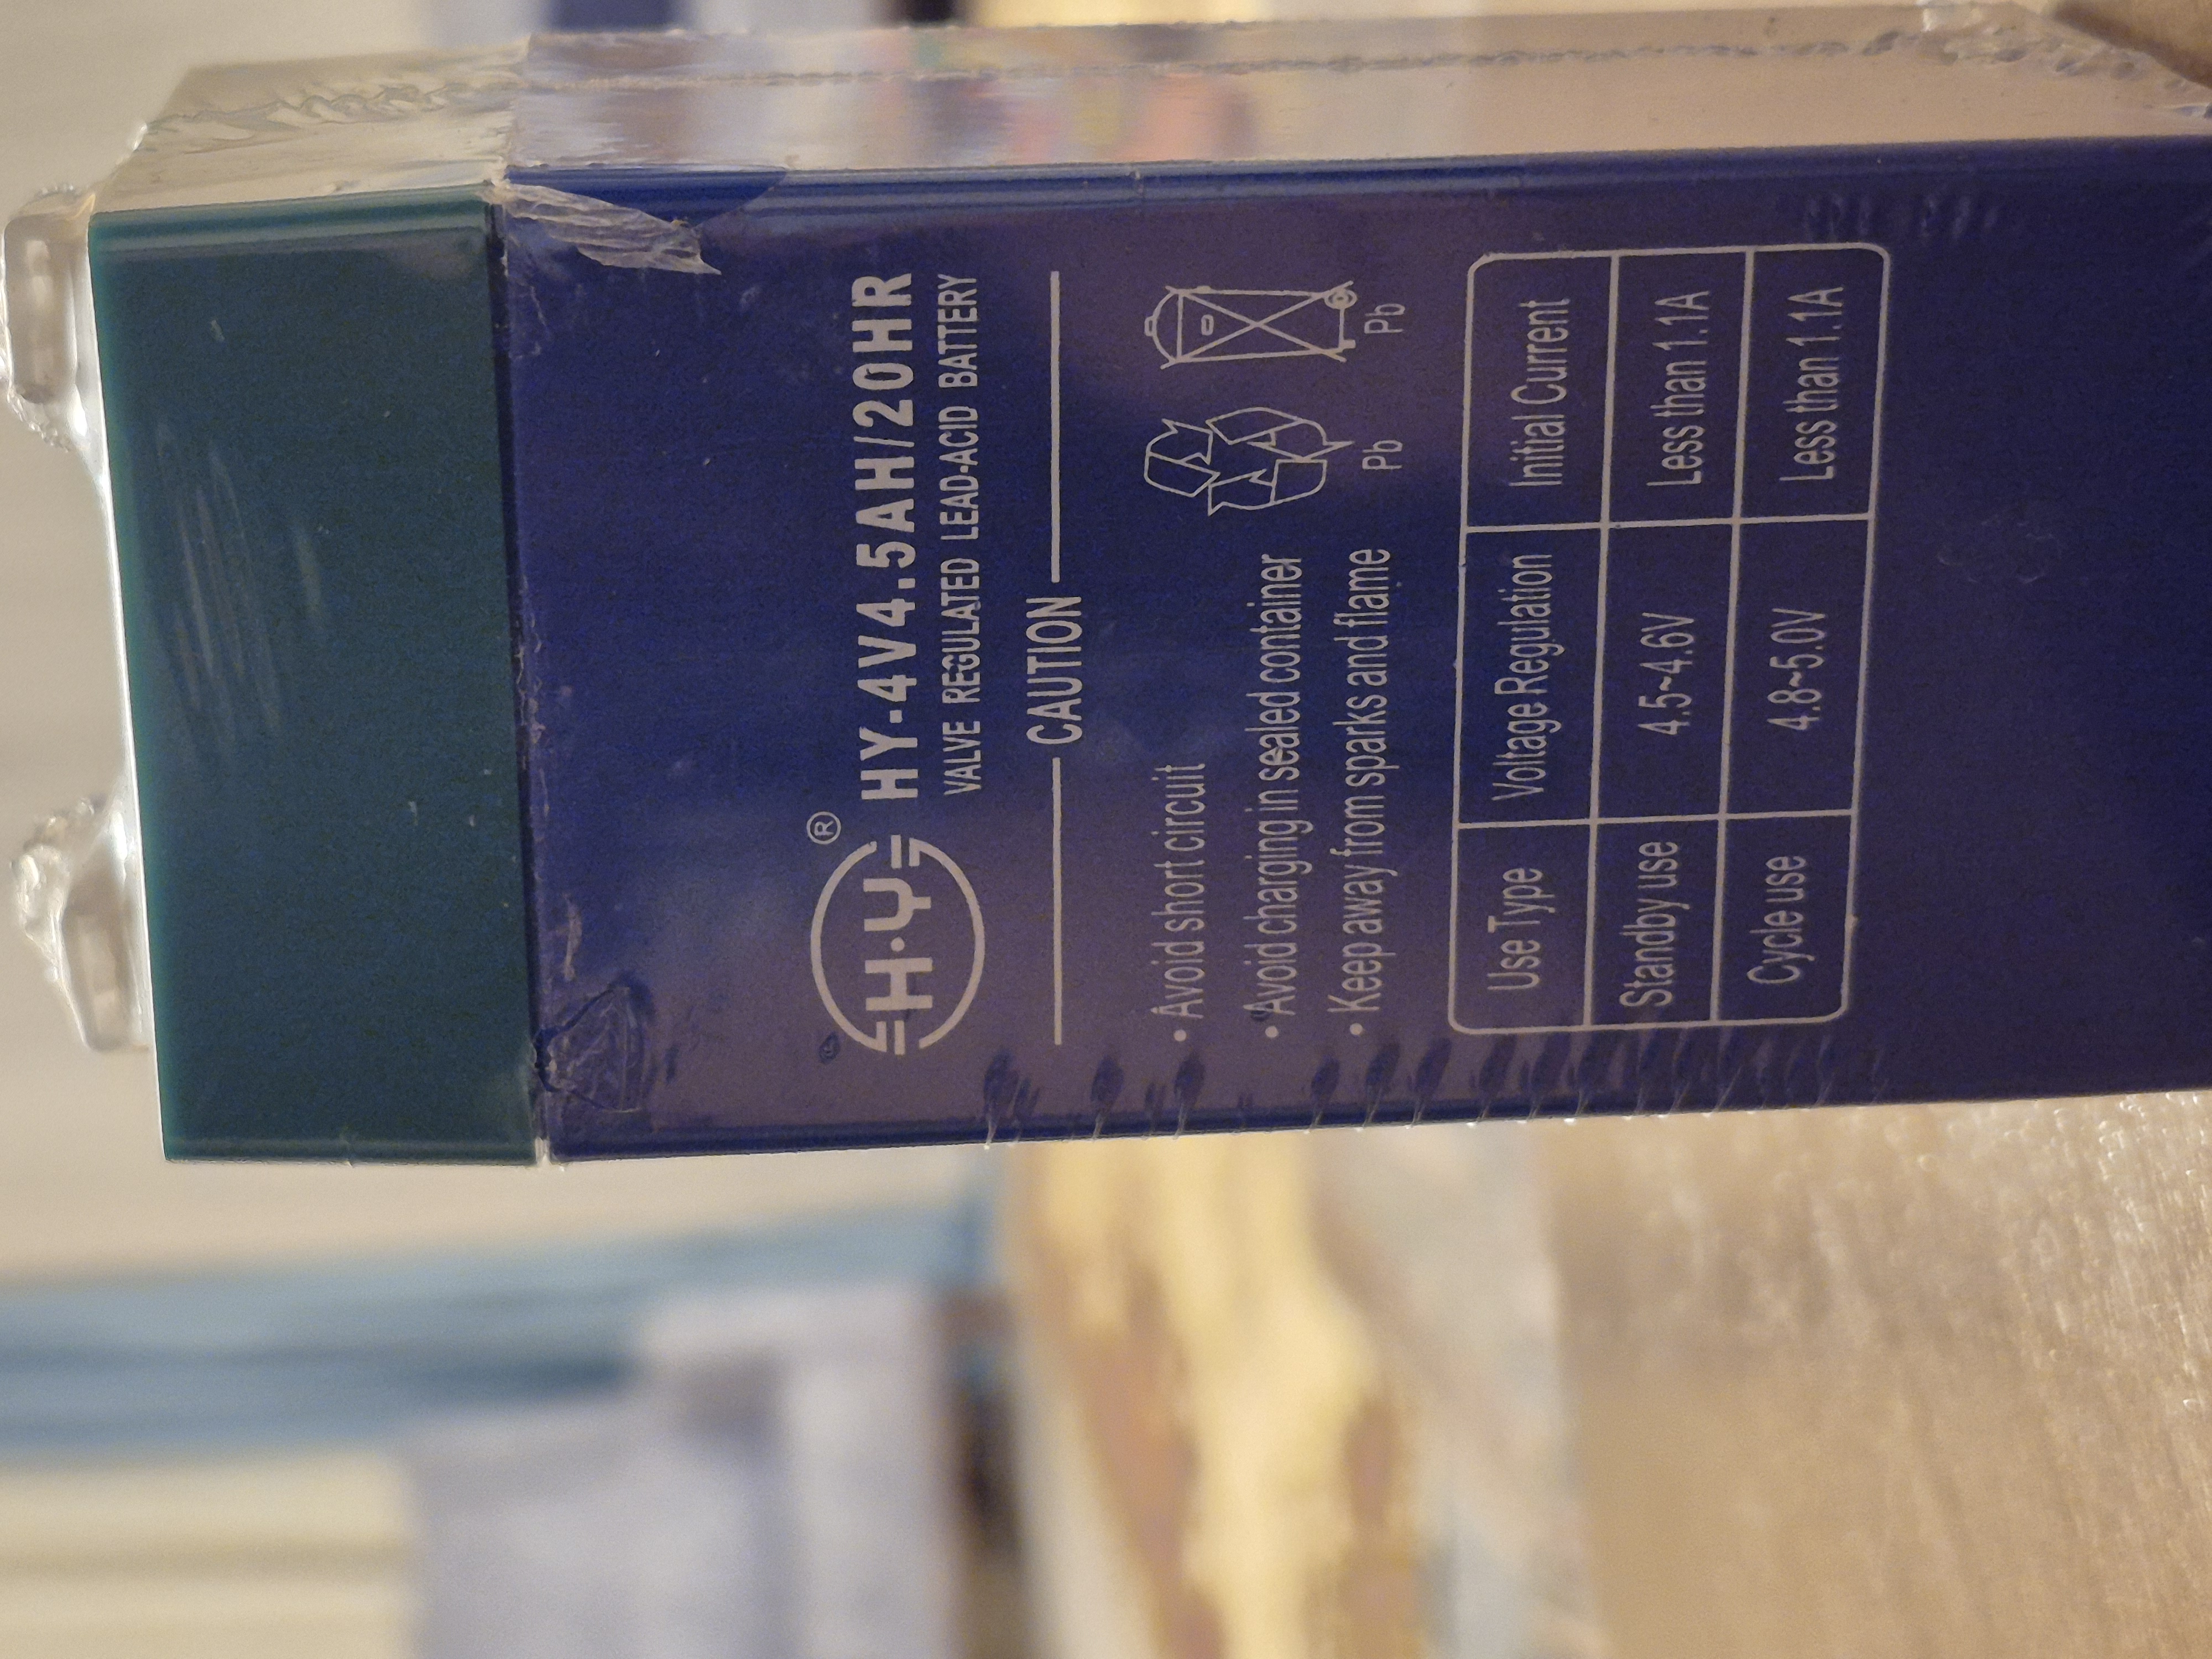 H·Y® HY-4V4.5AH/20HR
VALVE REGULATED LEAD-ACID BATTERY
CAUTION
• Avoid short circuit
• Avoid charging in sealed container
• Keep away from sparks and flame
Pb Pb
Use Type Voltage Regulation Initial Current
Standby use 4.5~4.6V Less than 1.1A
Cycle use 4.8~5.0V Less than 1.1A